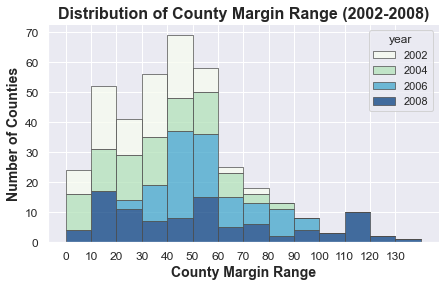 Distribution of County Margin Range (2002-2008)
year
2002
2004
2006
2008
Number of Counties
70
60
50
40
30
20
10
0
0 10 20 30 40 50 60 70 80 90 100 110 120 130
County Margin Range